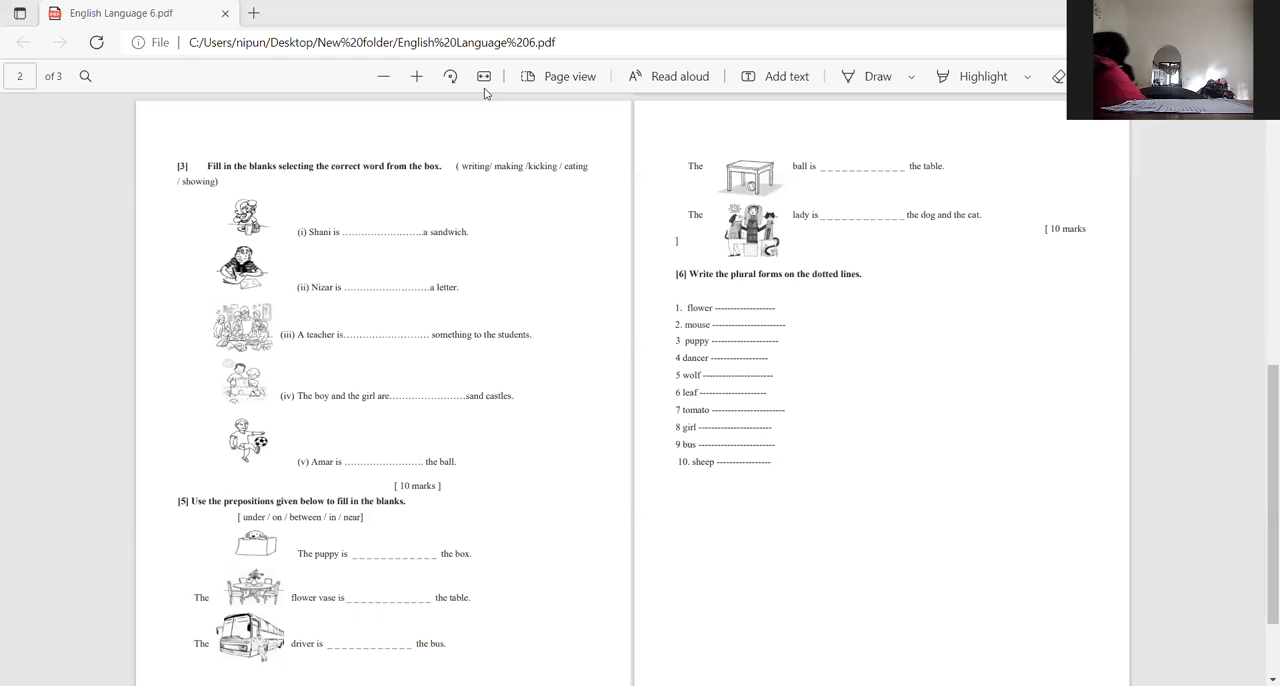 English Language 6.pdf
File | C:/Users/nipun/Desktop/New%20folder/English%20Language%206.pdf
2 of 3 Page view Read aloud Add text Draw Highlight
[3] Fill in the blanks selecting the correct word from the box. ( writing/ making /kicking / eating
/ showing)
(i) Shani is ……………………..a sandwich.
(ii) Nizar is ………………………a letter.
(iii) A teacher is……………………… something to the students.
(iv) The boy and the girl are……………………sand castles.
(v) Amar is ……………………. the ball.
[ 10 marks ]
[5] Use the prepositions given below to fill in the blanks.
[ under / on / between / in / near]
The puppy is _ _ _ _ _ _ _ _ _ _ _ _ the box.
The flower vase is _ _ _ _ _ _ _ _ _ _ _ _ the table.
The driver is _ _ _ _ _ _ _ _ _ _ _ _ the bus.
The ball is _ _ _ _ _ _ _ _ _ _ _ _ the table.
The lady is _ _ _ _ _ _ _ _ _ _ _ _ the dog and the cat.
[ 10 marks
]
[6] Write the plural forms on the dotted lines.
1. flower -------------------
2. mouse -----------------------
3 puppy ---------------------
4 dancer ------------------
5 wolf ----------------------
6 leaf ---------------------
7 tomato -----------------------
8 girl -----------------------
9 bus ------------------------
10. sheep -----------------